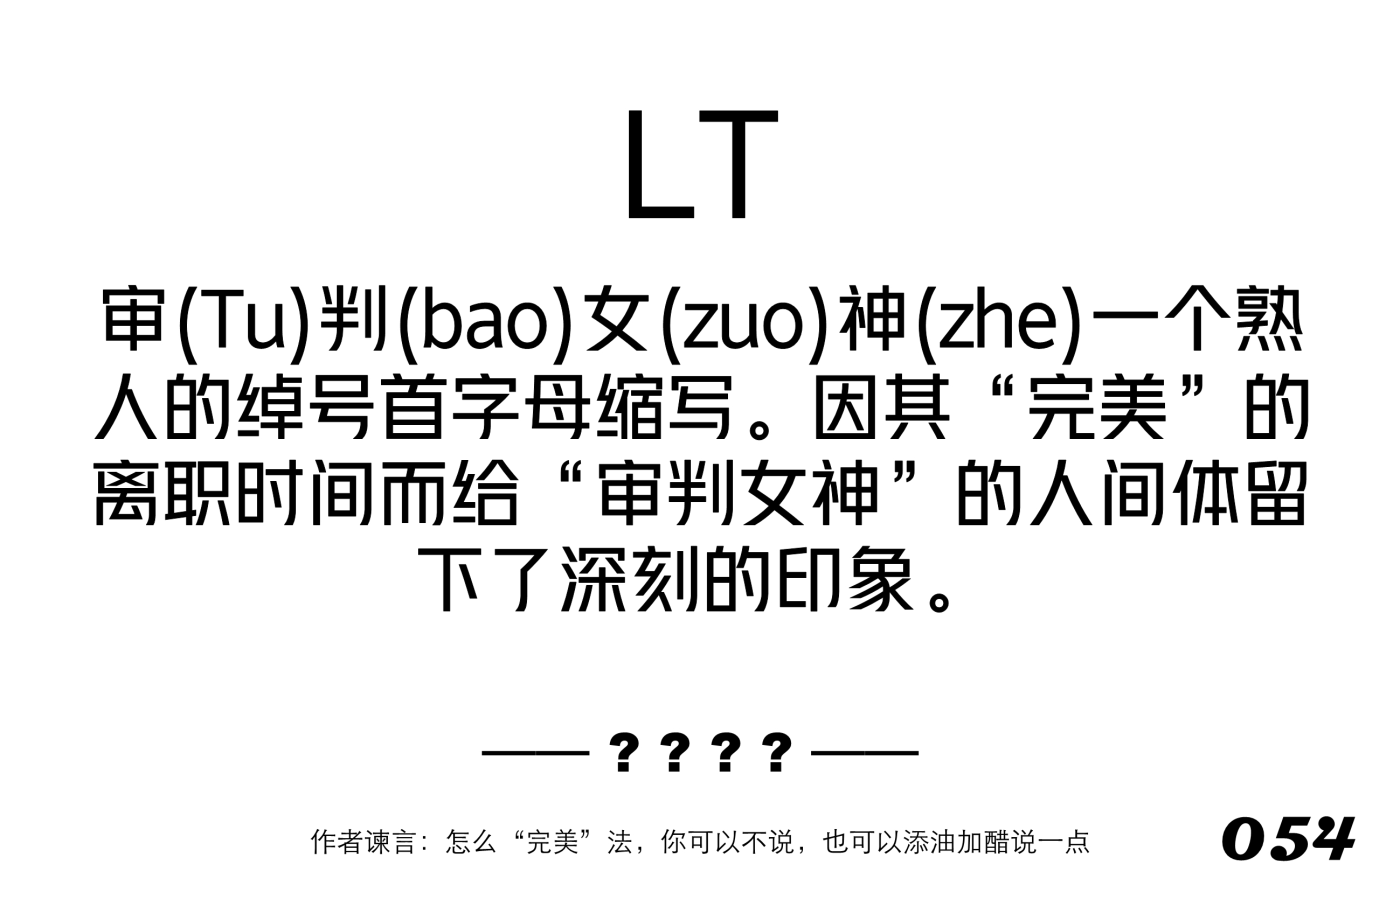 LT
审(Tu)判(bao)女(zuo)神(zhe)一个熟
人的绰号首字母缩写。因其“完美”的
离职时间而给“审判女神”的人间体留
下了深刻的印象。
——????——
作者谏言：怎么“完美”法，你可以不说，也可以添油加醋说一点
054